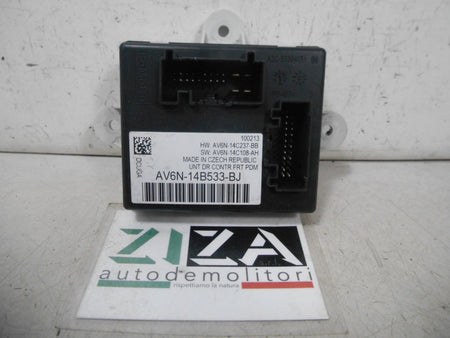 100213
HW: AV6N-14C237-BB
SW: AV6N-14C108-AH
MADE IN CZECH REPUBLIC
UNT DR CONTR FRT PDM
DDVJG4
AV6N-14B533-BJ
ZIZA
autodemolitori
rispettiamo la natura